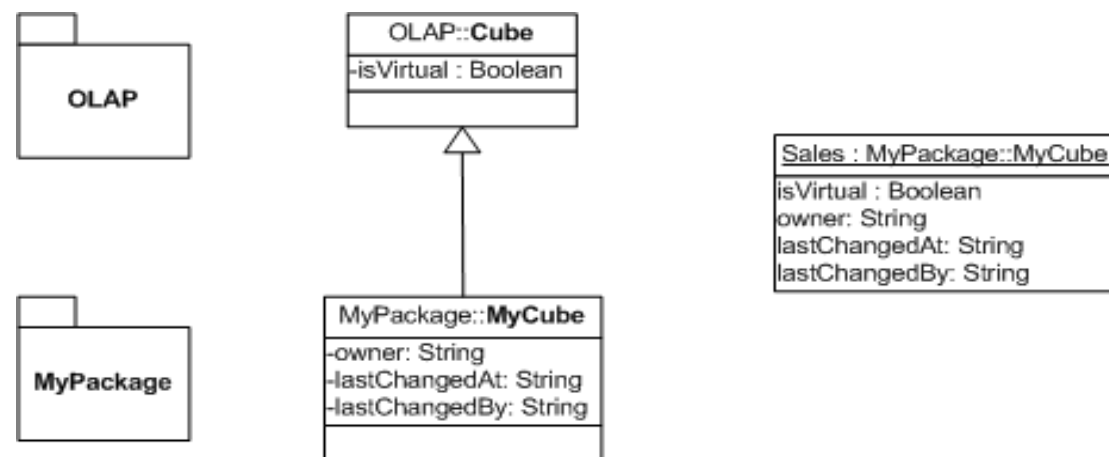 OLAP
OLAP::Cube
-isVirtual : Boolean
Sales : MyPackage::MyCube
isVirtual : Boolean
owner: String
lastChangedAt: String
lastChangedBy: String
MyPackage
MyPackage::MyCube
-owner: String
-lastChangedAt: String
-lastChangedBy: String